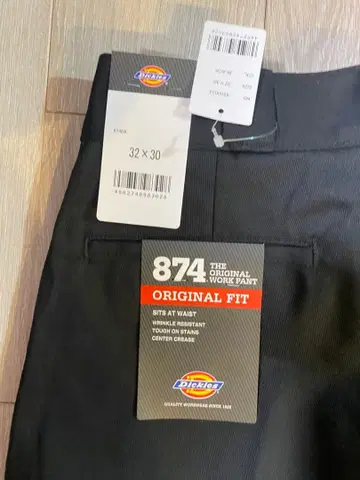 Dickies
32×30
874
THE
ORIGINAL
WORK PANT
ORIGINAL FIT
SITS AT WAIST
WRINKLE RESISTANT
TOUGH ON STAINS
CENTER CREASE
Dickies
QUALITY WORKWEAR SINCE 1922